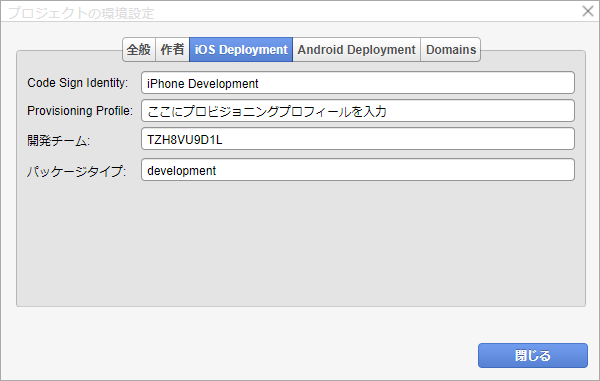 プロジェクトの環境設定
全般 作者 iOS Deployment Android Deployment Domains
Code Sign Identity: iPhone Development
Provisioning Profile: ここにプロビジョニングプロフィールを入力
開発チーム: TZH8VU9D1L
パッケージタイプ: development
閉じる